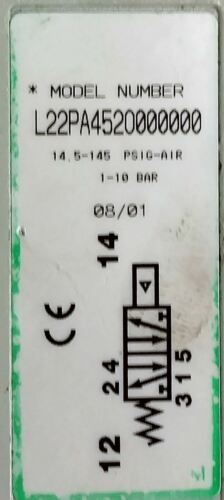 * MODEL NUMBER
L22PA4520000000
14.5-145 PSIG-AIR
1-10 BAR
08/01
CE
14
2 4
3 1 5
12